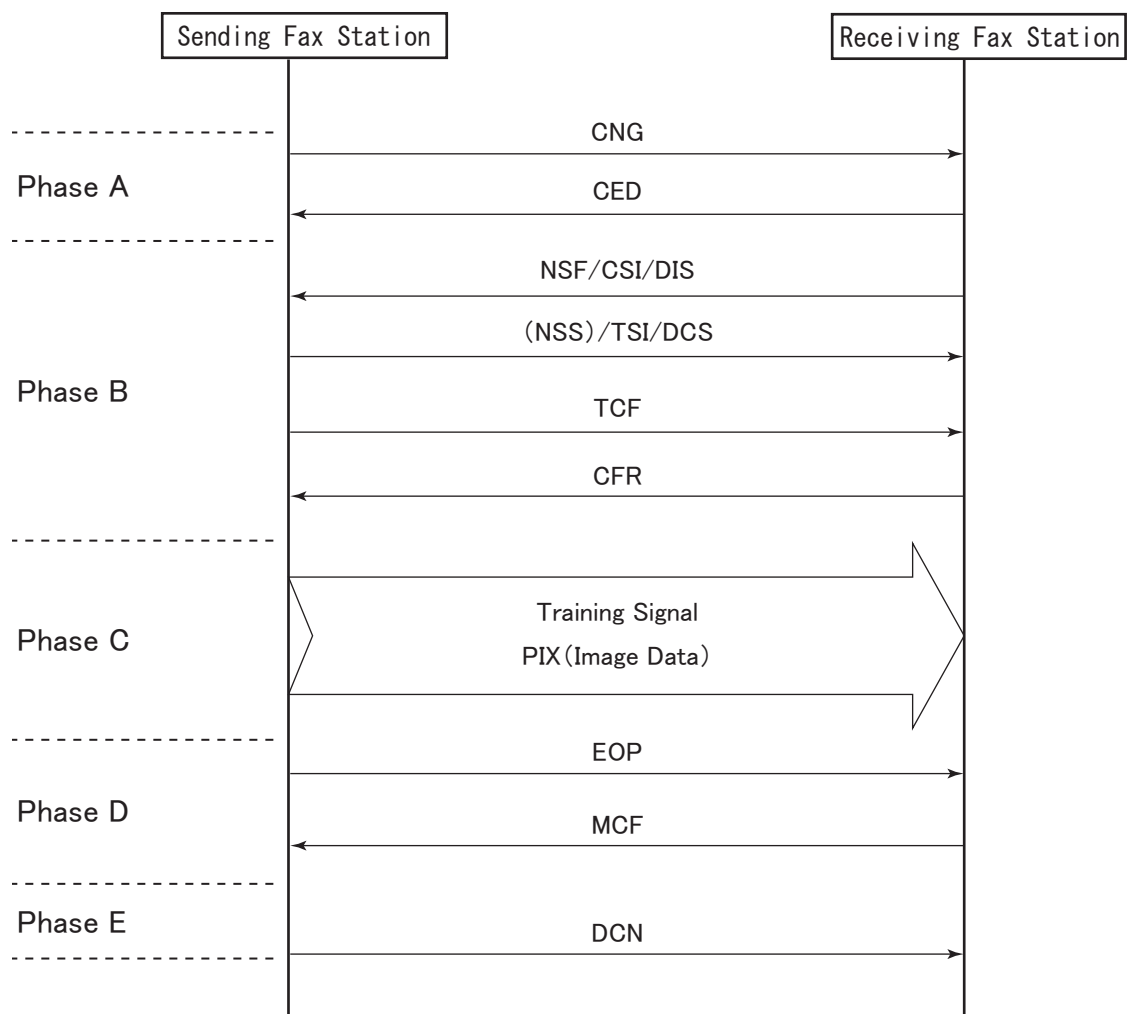 Sending Fax Station
Receiving Fax Station
CNG
Phase A
CED
NSF/CSI/DIS
(NSS)/TSI/DCS
Phase B
TCF
CFR
Training Signal
Phase C
PIX(Image Data)
EOP
Phase D
MCF
Phase E
DCN